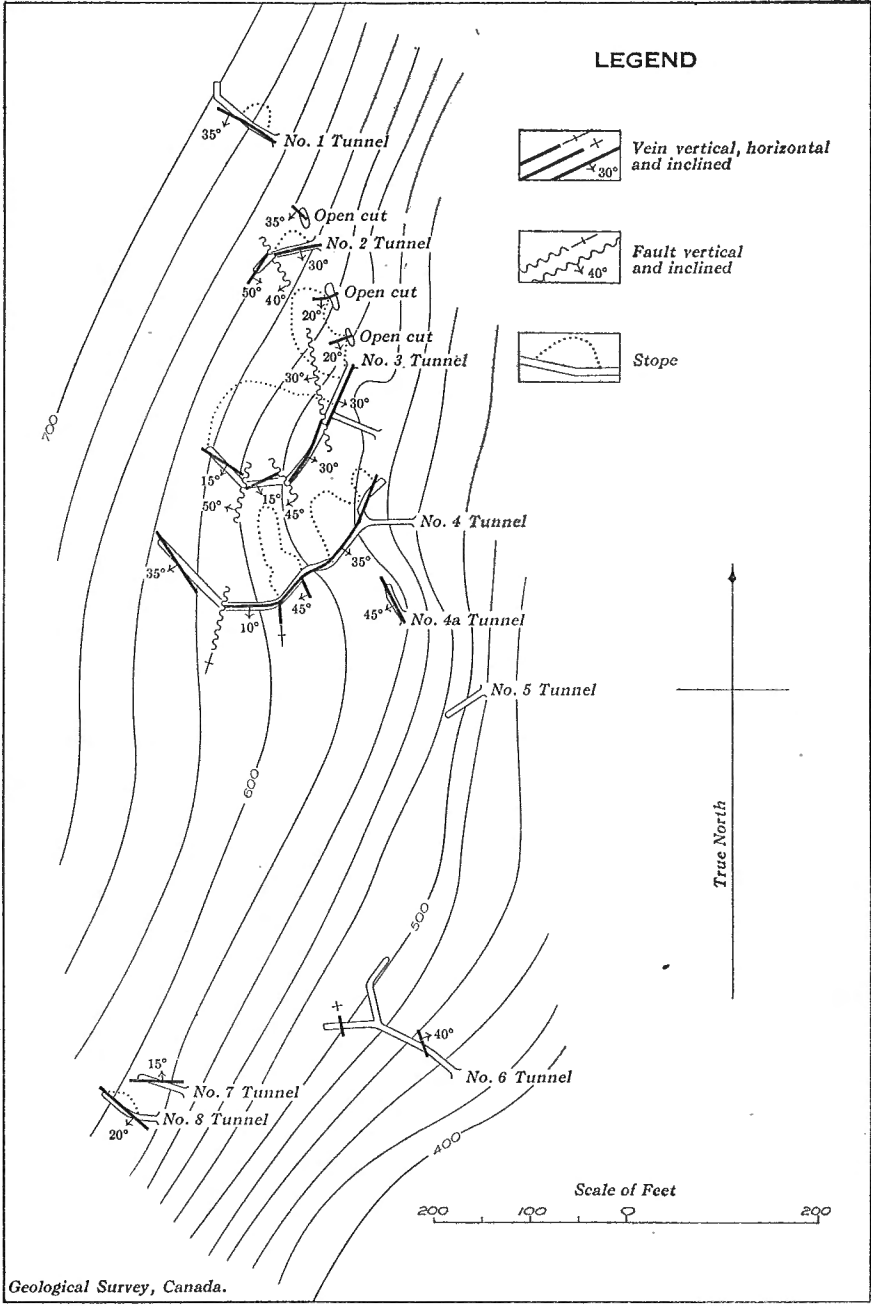 LEGEND
Vein vertical, horizontal
and inclined
30°
Fault vertical
and inclined
40°
Stope
35°
No. 1 Tunnel
35°
Open cut
No. 2 Tunnel
30°
50°
40°
Open cut
20°
Open cut
20°
No. 3 Tunnel
30°
30°
700
30°
15°
15°
50°
45°
No. 4 Tunnel
35°
35°
45°
45°
No. 4a Tunnel
10°
No. 5 Tunnel
600
True North
500
40°
No. 6 Tunnel
15°
No. 7 Tunnel
No. 8 Tunnel
20°
400
Scale of Feet
200 100 0 200
Geological Survey, Canada.